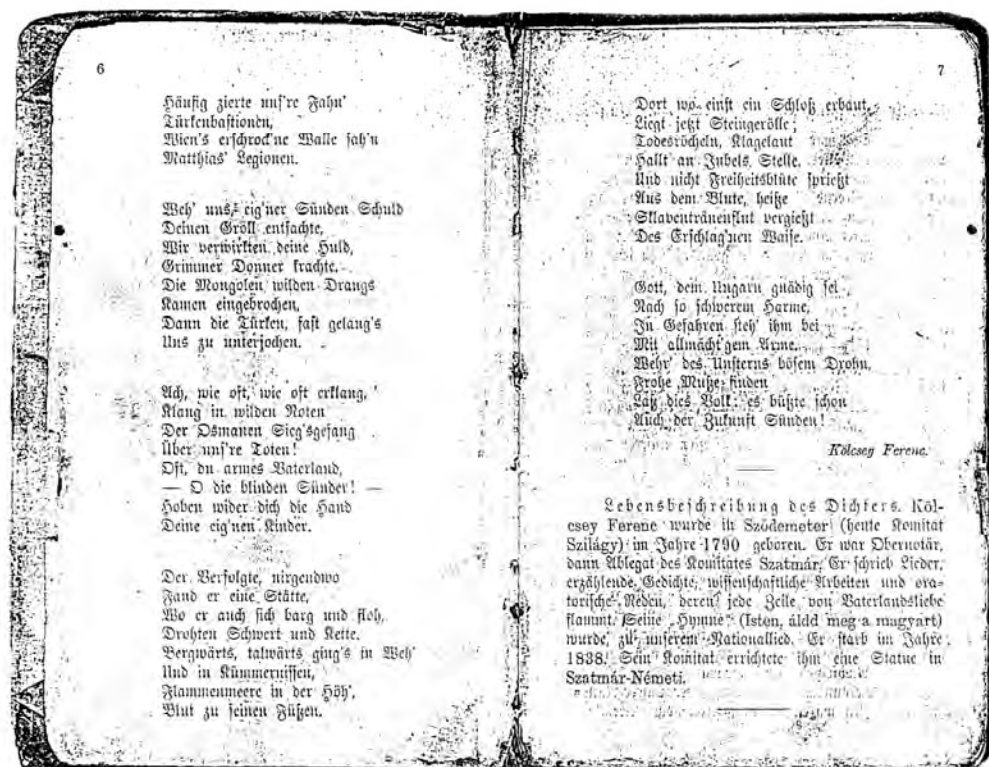 6
Häufig zierte uns're Fahn'
Türkenbastionen,
Wien's erschrock'ne Walle sah'n
Matthias' Legionen.
Weh' uns, eig'ner Sünden Schuld
Deinen Gröll entfachte,
Wir verwirkten deine Huld,
Grimmer Donner krachte.
Die Mongolen wilden Drangs
Kamen eingebrochen,
Dann die Türken, fast gelang's
Uns zu unterjochen.
Ach, wie oft, wie oft erklang,
Klang in wilden Noten
Der Osmanen Sieg'sgesang
Über uns're Toten!
Oft, du armes Vaterland,
— O die blinden Sünder! —
Hoben wider dich die Hand
Deine eig'nen Kinder.
Der Verfolgte, nirgendwo
Fand er eine Stätte,
Wo er auch sich barg und floh,
Drohten Schwert und Kette.
Bergwärts, talwärts ging's in Weh'
Und in Kümmernissen,
Flammenmeere in der Höh',
Blut zu seinen Füßen.
7
Dort wo einst ein Schloß erbaut,
Liegt jetzt Steingerölle;
Todesröcheln, Klagelaut
Hallt an Jubels Stelle.
Und nicht Freiheitsblüte sprießt
Aus dem Blute, heiße
Sklaventränenflut vergießt
Des Erschlag'nen Waise.
Gott, dem Ungarn gnädig sei
Nach so schwerem Harme,
In Gefahren steh' ihm bei
Mit allmächt'gem Arme.
Wehr' des Unsterns bösem Drohn,
Frohe Muße finden
Laß dies Volk: es büßte schon
Auch der Zukunft Sünden!
Kölcsey Ferenc.
Lebensbeschreibung des Dichters. Köl-
csey Ferenc wurde in Sződemeter (heute Komitat
Szilágy) im Jahre 1790 geboren. Er war Obernotär,
dann Ablegat des Komitates Szatmár. Er schrieb Lieder,
erzählende Gedichte, wissenschaftliche Arbeiten und ora-
torische Reden, deren jede Zeile von Vaterlandsliebe
flammt. Seine „Hymne" (Isten, áldd meg a magyart)
wurde zu unserem Nationallied. Er starb im Jahre
1838. Sein Komitat errichtete ihm eine Statue in
Szatmár-Németi.